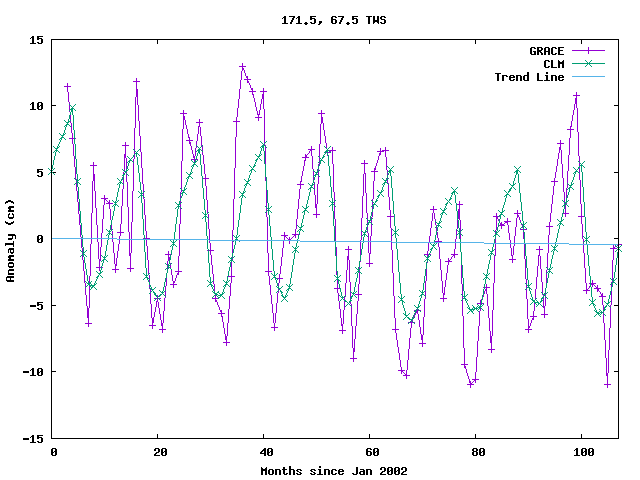 171.5, 67.5 TWS
GRACE
CLM
Trend Line
Anomaly (cm)
15
10
5
0
-5
-10
-15
0 20 40 60 80 100
Months since Jan 2002